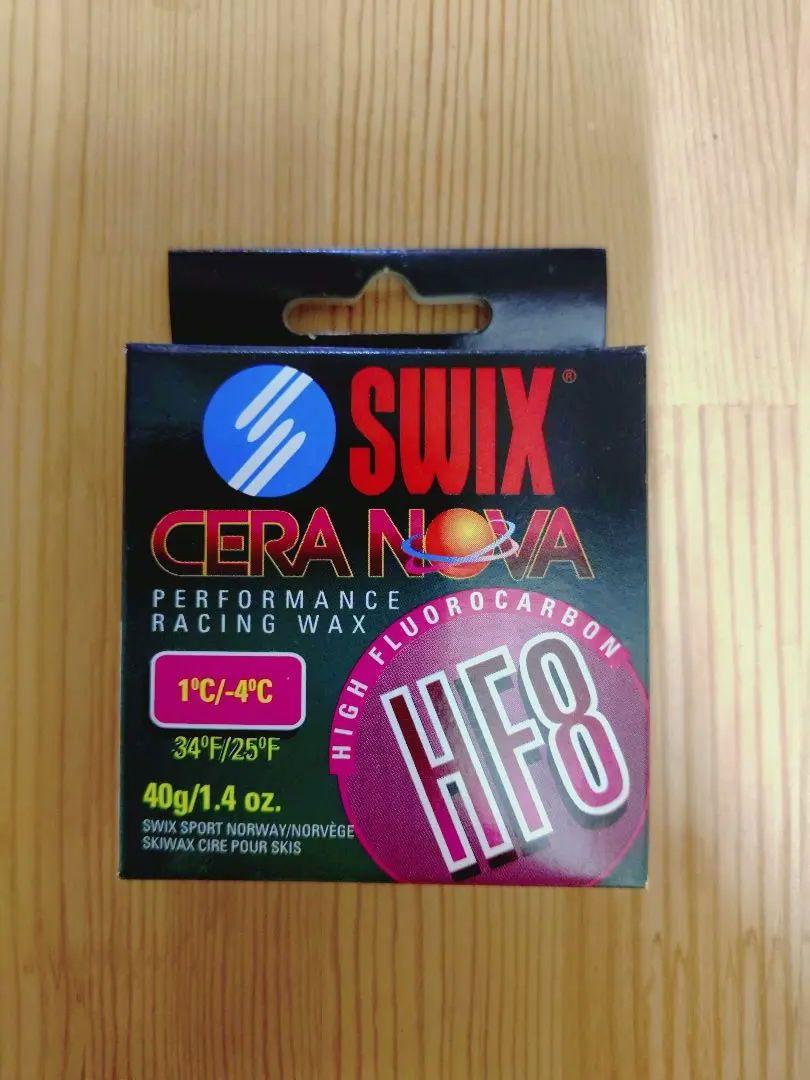 SWIX®
CERA NOVA
PERFORMANCE
RACING WAX
HIGH FLUOROCARBON
HF8
1ºC/-4ºC
34ºF/25ºF
40g/1.4 oz.
SWIX SPORT NORWAY/NORVÈGE
SKIWAX CIRE POUR SKIS